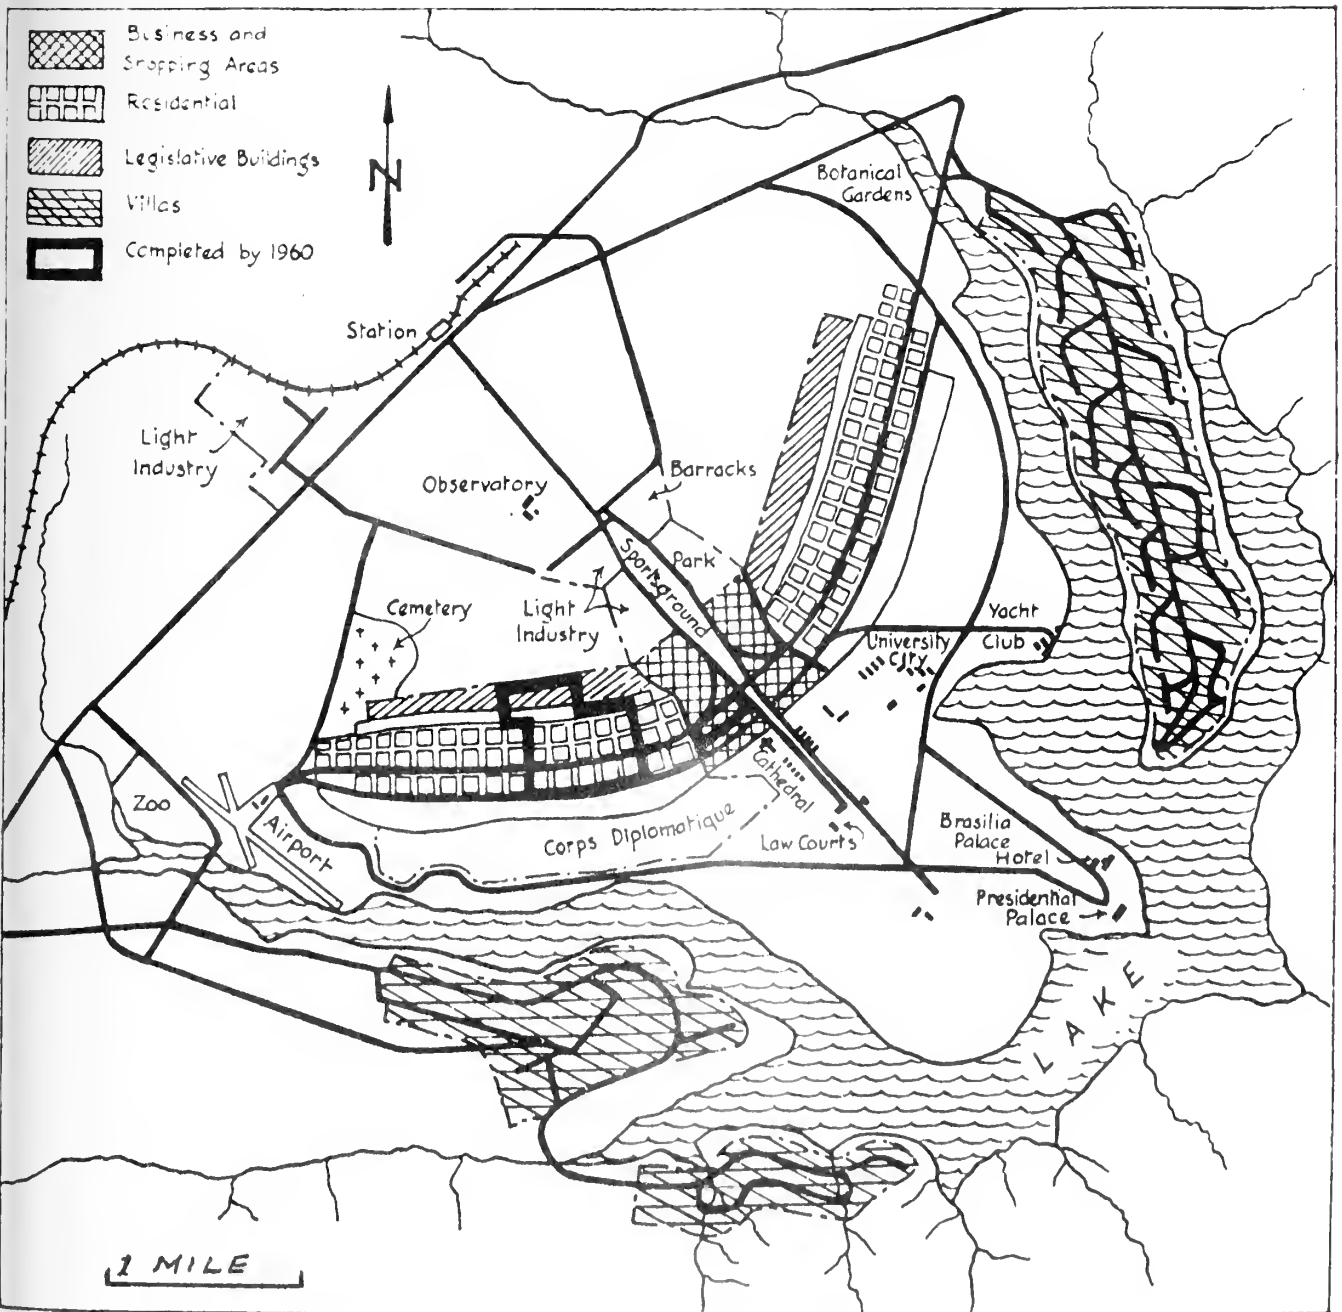 Business and
Shopping Areas
Residential
Legislative Buildings
Villas
Completed by 1960
N
Botanical
Gardens
Station
Light
Industry
Observatory
Barracks
Sportsground
Park
Cemetery
Light
Industry
Yacht
Club
University
City
Zoo
Airport
Cathedral
Corps Diplomatique
Law Courts
Brasilia
Palace
Hotel
Presidential
Palace
LAKE
1 MILE